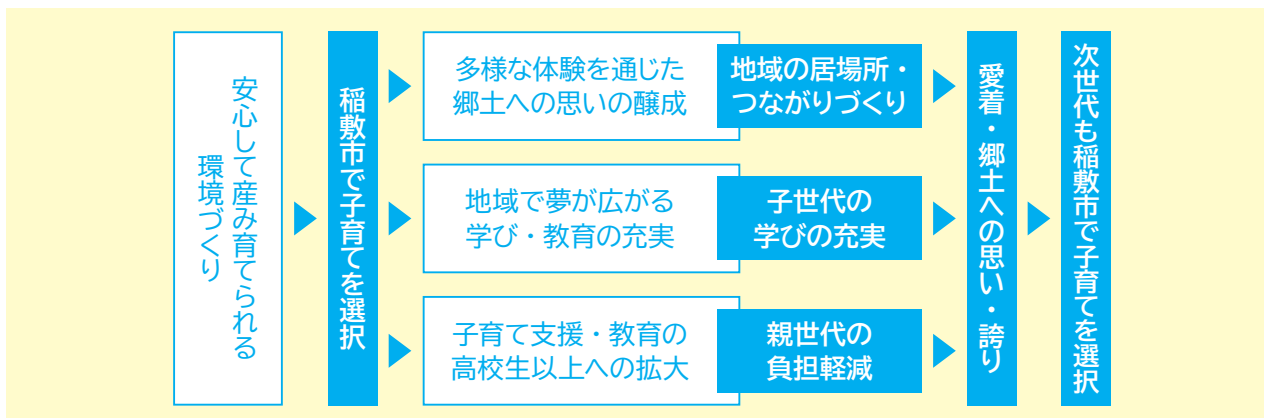 安心して産み育てられる
環境づくり
稲敷市で子育てを選択
多様な体験を通じた
郷土への思いの醸成
地域の居場所・
つながりづくり
地域で夢が広がる
学び・教育の充実
子世代の
学びの充実
子育て支援・教育の
高校生以上への拡大
親世代の
負担軽減
愛着・郷土への思い・誇り
次世代も稲敷市で子育てを選択